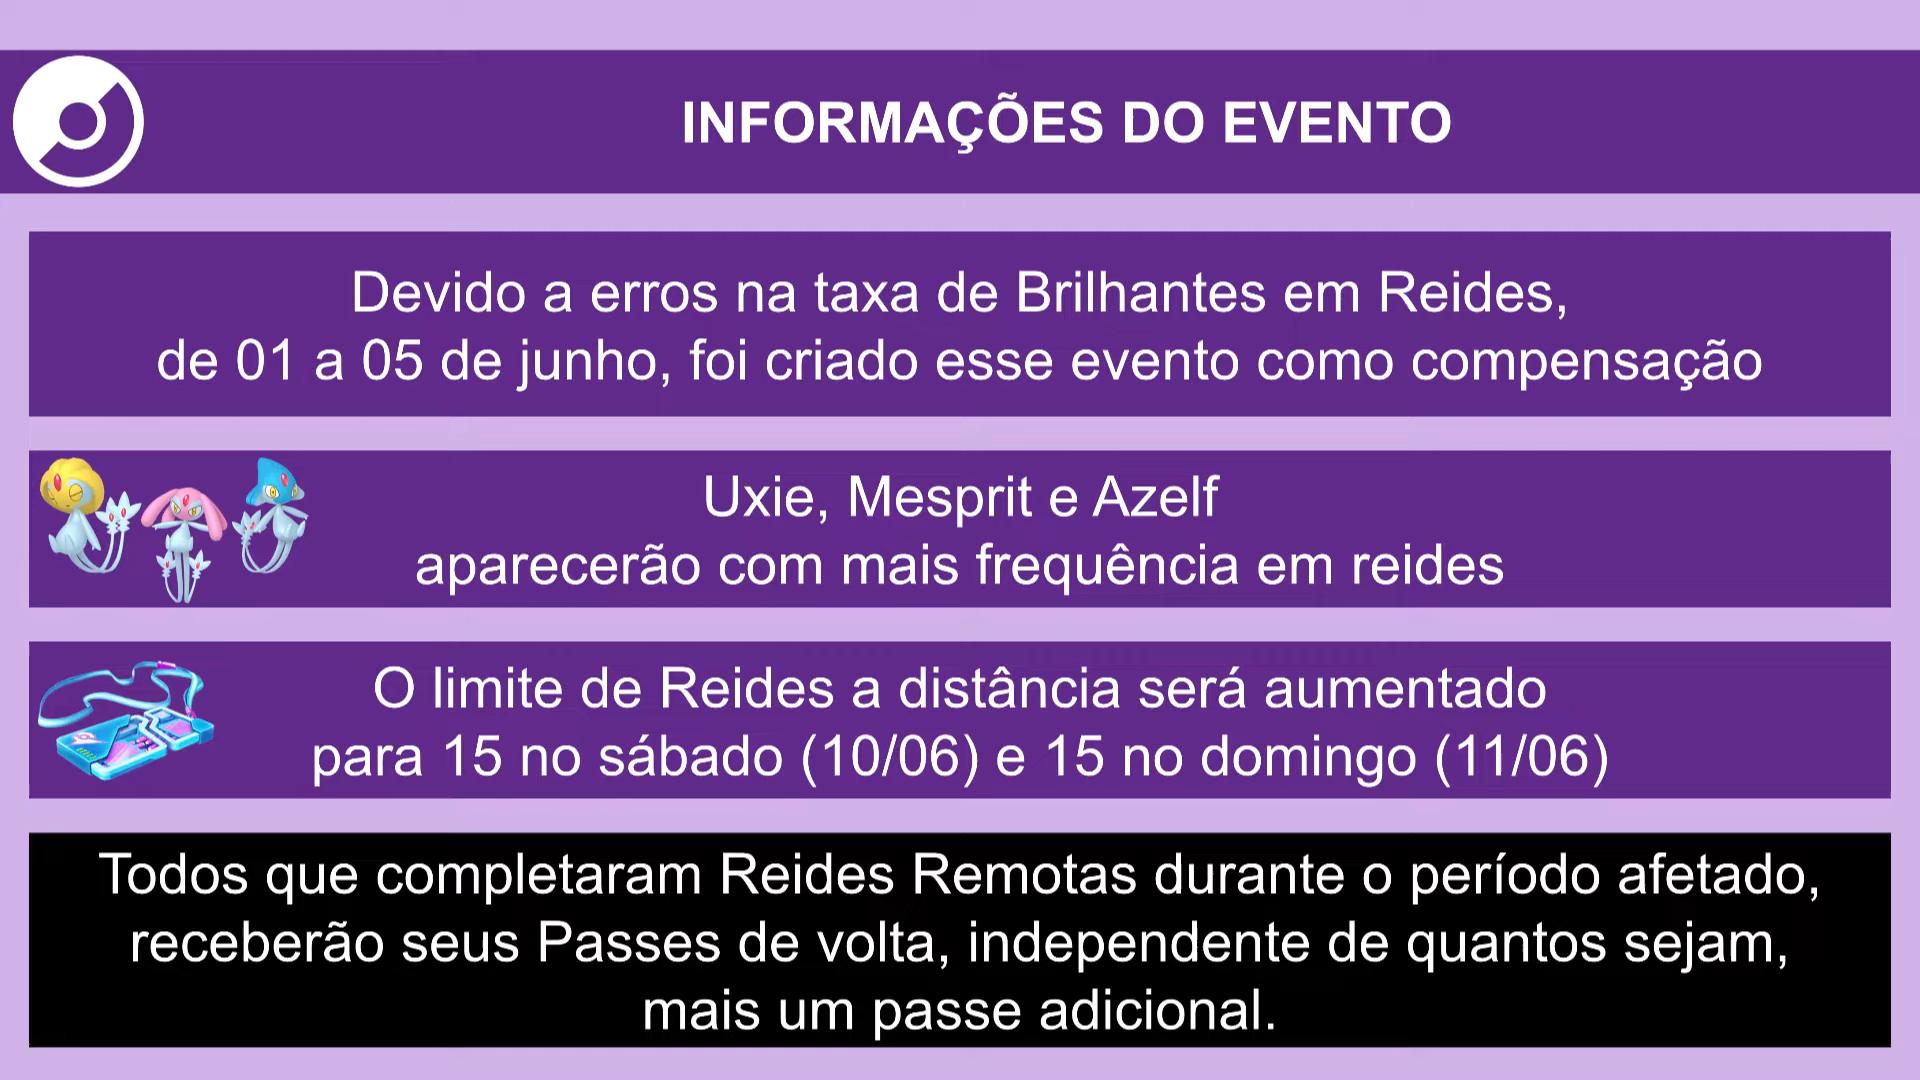 INFORMAÇÕES DO EVENTO
Devido a erros na taxa de Brilhantes em Reides,
de 01 a 05 de junho, foi criado esse evento como compensação
Uxie, Mesprit e Azelf
aparecerão com mais frequência em reides
O limite de Reides a distância será aumentado
para 15 no sábado (10/06) e 15 no domingo (11/06)
Todos que completaram Reides Remotas durante o período afetado,
receberão seus Passes de volta, independente de quantos sejam,
mais um passe adicional.